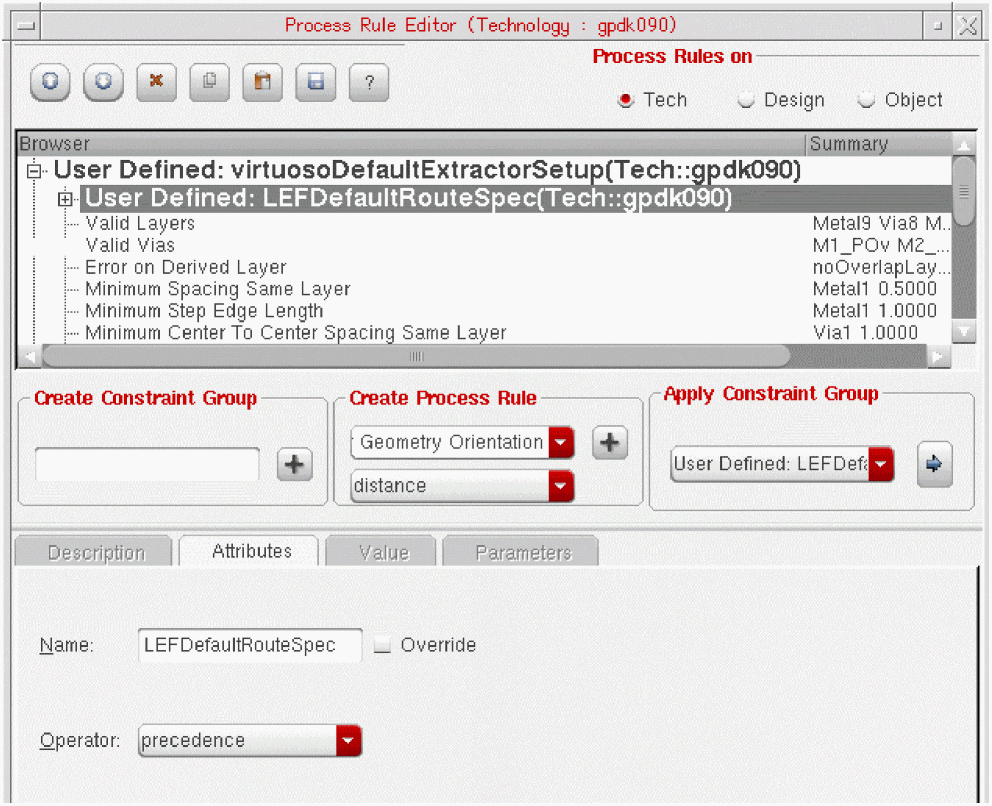 Process Rule Editor (Technology : gpdk090)
Process Rules on
?
Tech
Design
Object
Browser
Summary
User Defined: virtuosoDefaultExtractorSetup(Tech::gpdk090)
User Defined: LEFDefaultRouteSpec(Tech::gpdk090)
Valid Layers
Metal9 Via8 M..
Valid Vias
M1_POv M2_...
Error on Derived Layer
noOverlapLay...
Minimum Spacing Same Layer
Metal1 0.5000
Minimum Step Edge Length
Metal1 1.0000
Minimum Center To Center Spacing Same Layer
Via1 1.0000
Create Constraint Group
Create Process Rule
Apply Constraint Group
Geometry Orientation
User Defined: LEFDefa
distance
Description
Attributes
Value
Parameters
Name:
LEFDefaultRouteSpec
Override
Operator:
precedence